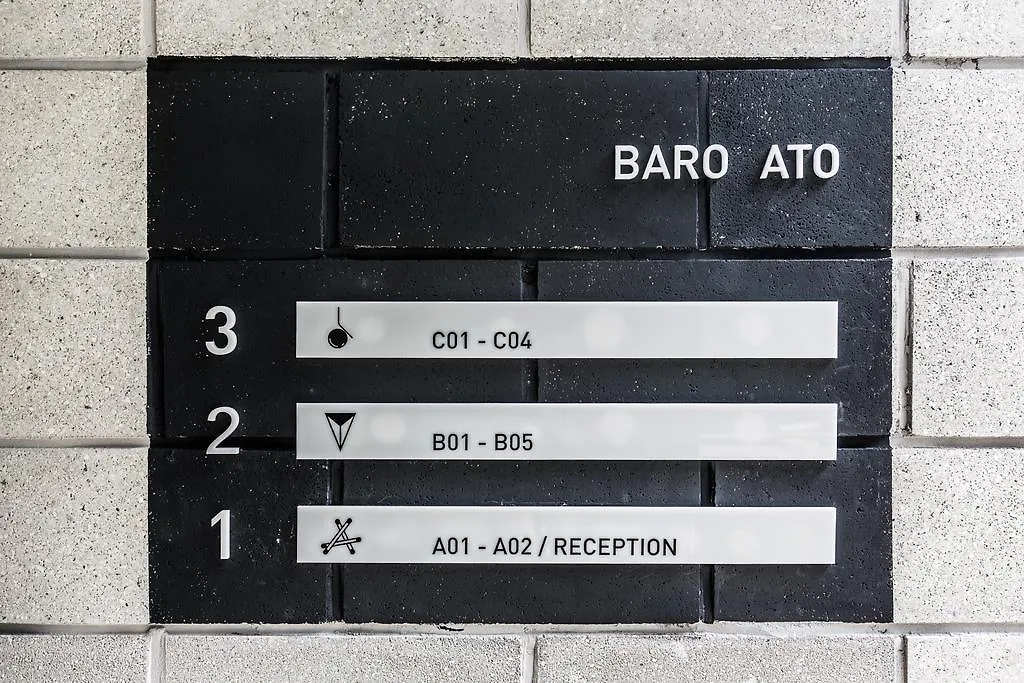 BARO ATO
3 C01 - C04
2 B01 - B05
1 A01 - A02 / RECEPTION